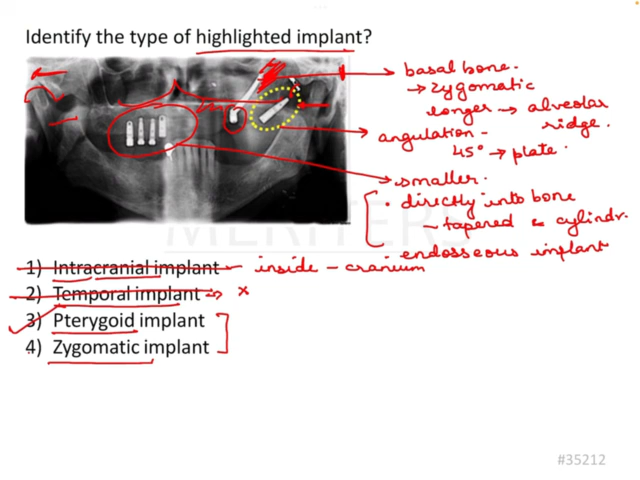 Identify the type of highlighted implant?
basal bone.
→ zygomatic
longer → alveolar
ridge.
angulation -
45° → plate.
smaller.
• directly into bone
- tapered & cylindr.
endosseous implant
MERITERS
1) Intracranial implant - inside - cranium
2) Temporal implant → x
3) Pterygoid implant
4) Zygomatic implant
#35212